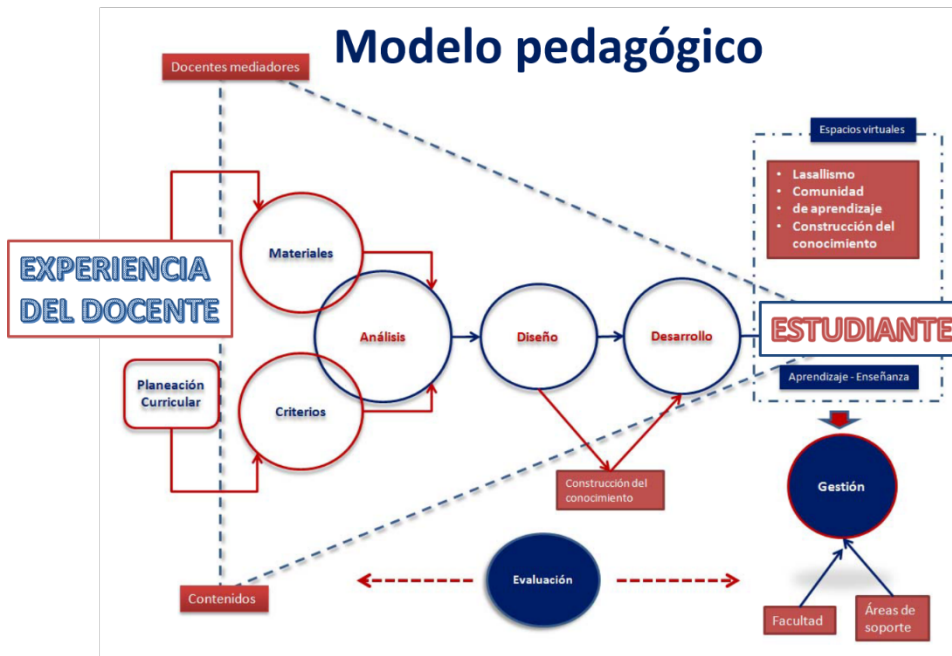 Modelo pedagógico
Docentes mediadores
Espacios virtuales
• Lasallismo
• Comunidad
• de aprendizaje
• Construcción del
conocimiento
Materiales
EXPERIENCIA
DEL DOCENTE
Análisis
Diseño
Desarrollo
ESTUDIANTE
Planeación
Curricular
Criterios
Aprendizaje - Enseñanza
Construcción del
conocimiento
Gestión
Evaluación
Contenidos
Facultad
Áreas de
soporte